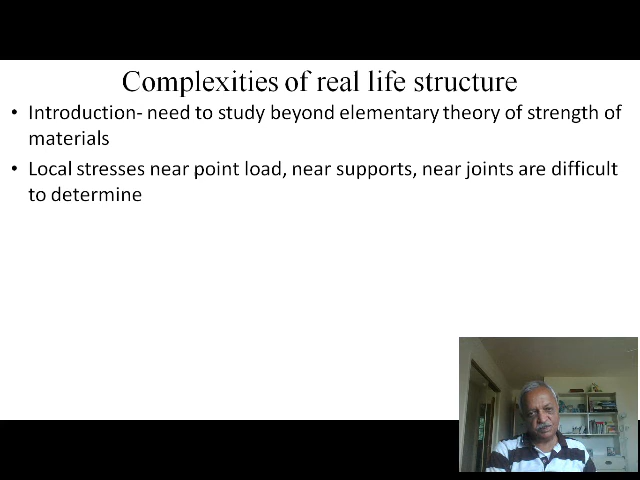 Complexities of real life structure
• Introduction- need to study beyond elementary theory of strength of
materials
• Local stresses near point load, near supports, near joints are difficult
to determine